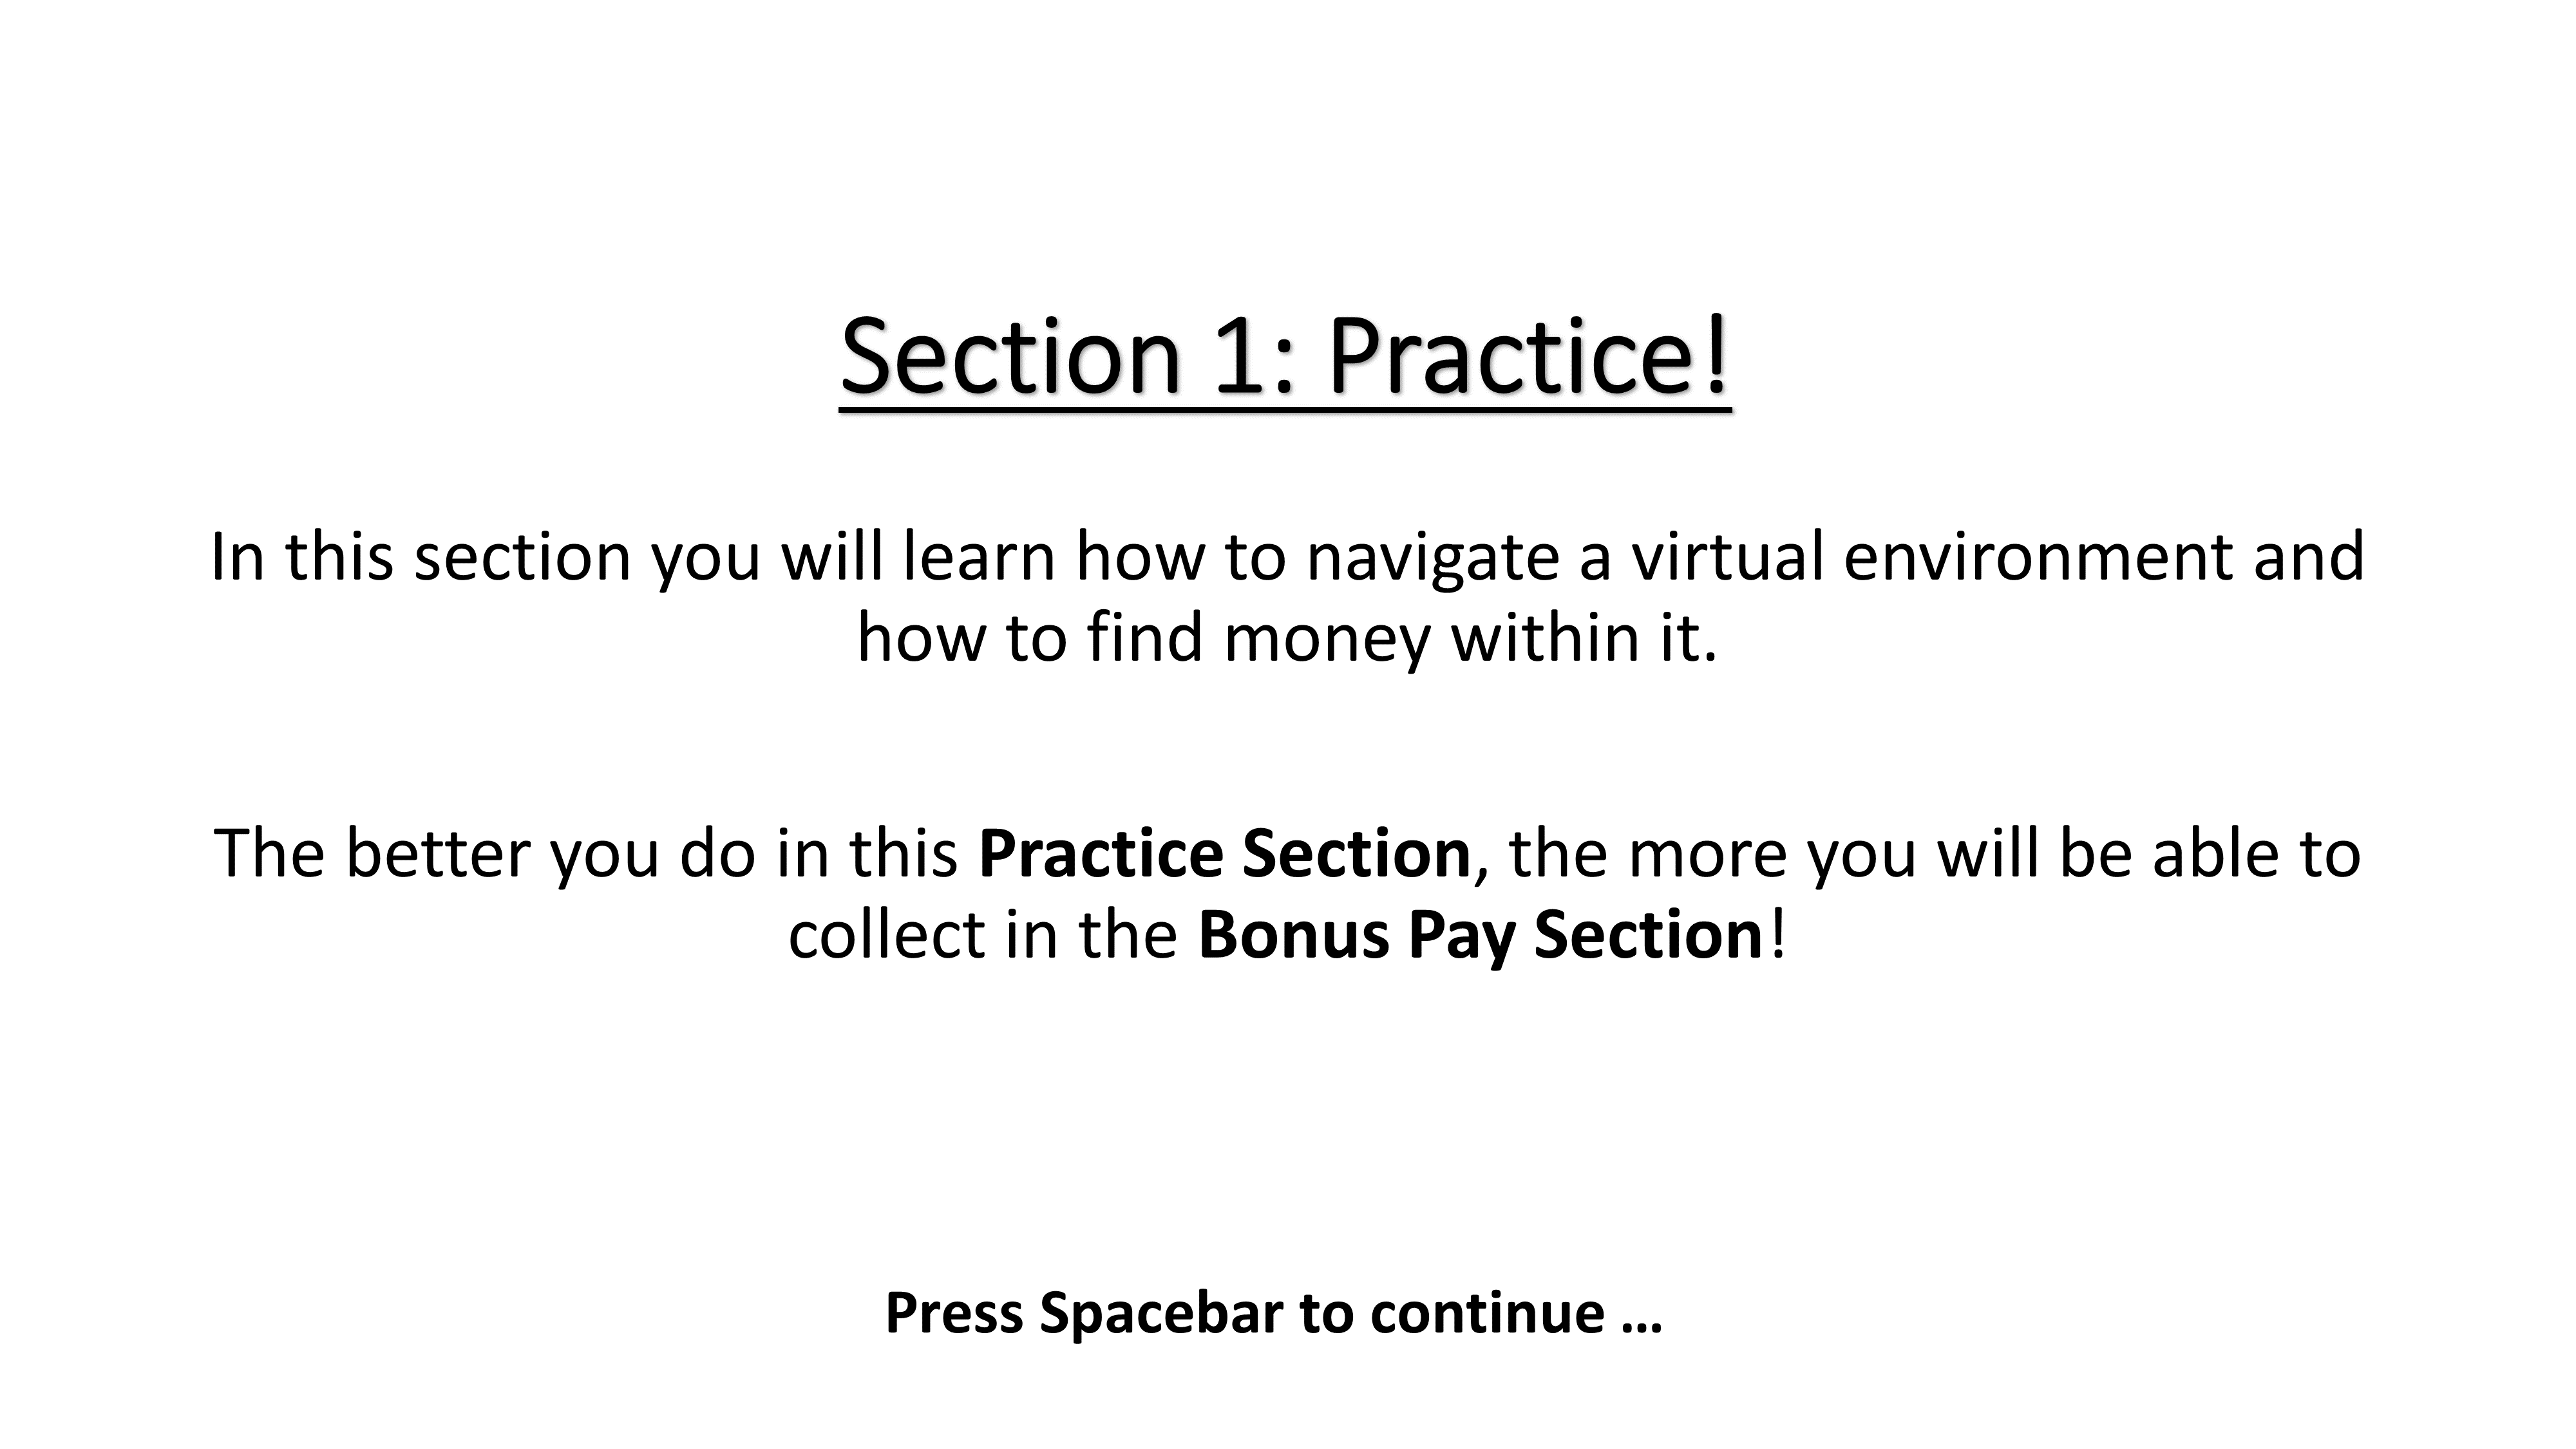 Section 1: Practice!
In this section you will learn how to navigate a virtual environment and
how to find money within it.
The better you do in this Practice Section, the more you will be able to
collect in the Bonus Pay Section!
Press Spacebar to continue …